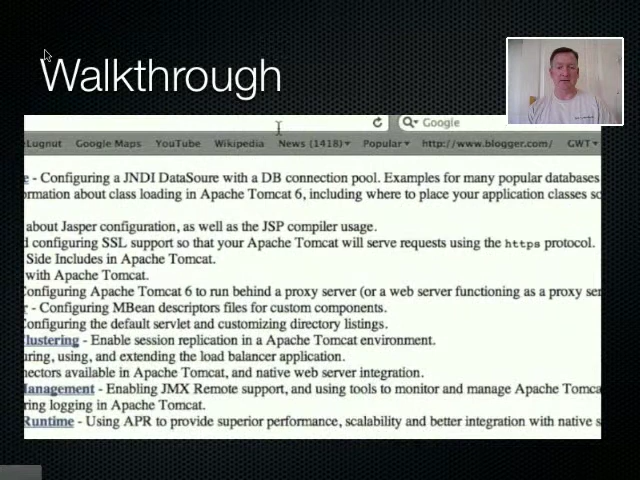 Walkthrough
Google
eLugnut Google Maps YouTube Wikipedia News (1418) Popular http://www.blogger.com/ GWT
e - Configuring a JNDI DataSoure with a DB connection pool. Examples for many popular databases
rmation about class loading in Apache Tomcat 6, including where to place your application classes so
about Jasper configuration, as well as the JSP compiler usage.
d configuring SSL support so that your Apache Tomcat will serve requests using the https protocol.
Side Includes in Apache Tomcat.
with Apache Tomcat.
Configuring Apache Tomcat 6 to run behind a proxy server (or a web server functioning as a proxy ser
r - Configuring MBean descriptors files for custom components.
Configuring the default servlet and customizing directory listings.
Clustering - Enable session replication in a Apache Tomcat environment.
uring, using, and extending the load balancer application.
nectors available in Apache Tomcat, and native web server integration.
Management - Enabling JMX Remote support, and using tools to monitor and manage Apache Tomca
ring logging in Apache Tomcat.
Runtime - Using APR to provide superior performance, scalability and better integration with native s